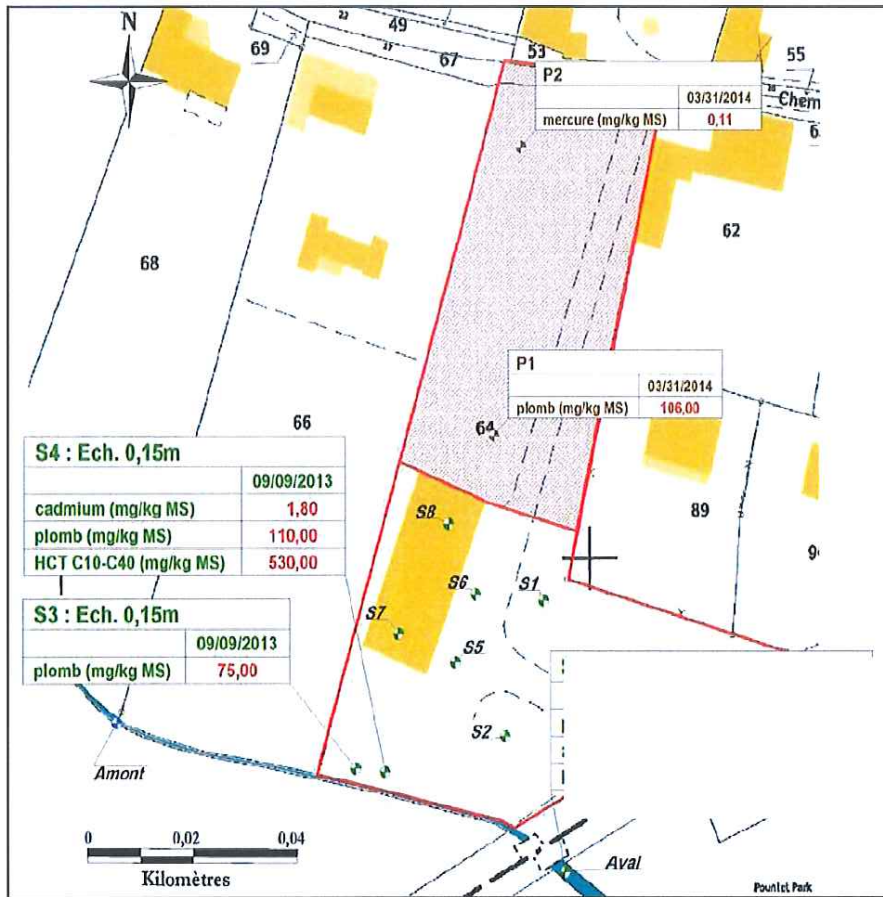 N
69
22
49
67
53
55
Chem
P2
03/31/2014
mercure (mg/kg MS) 0,11
68
62
66
64
P1
03/31/2014
plomb (mg/kg MS) 106,00
89
S4 : Ech. 0,15m
09/09/2013
cadmium (mg/kg MS) 1,80
plomb (mg/kg MS) 110,00
HCT C10-C40 (mg/kg MS) 530,00
S3 : Ech. 0,15m
09/09/2013
plomb (mg/kg MS) 75,00
S8
S6
S1
S7
S5
S2
Amont
Aval
0 0,02 0,04
Kilomètres
Park